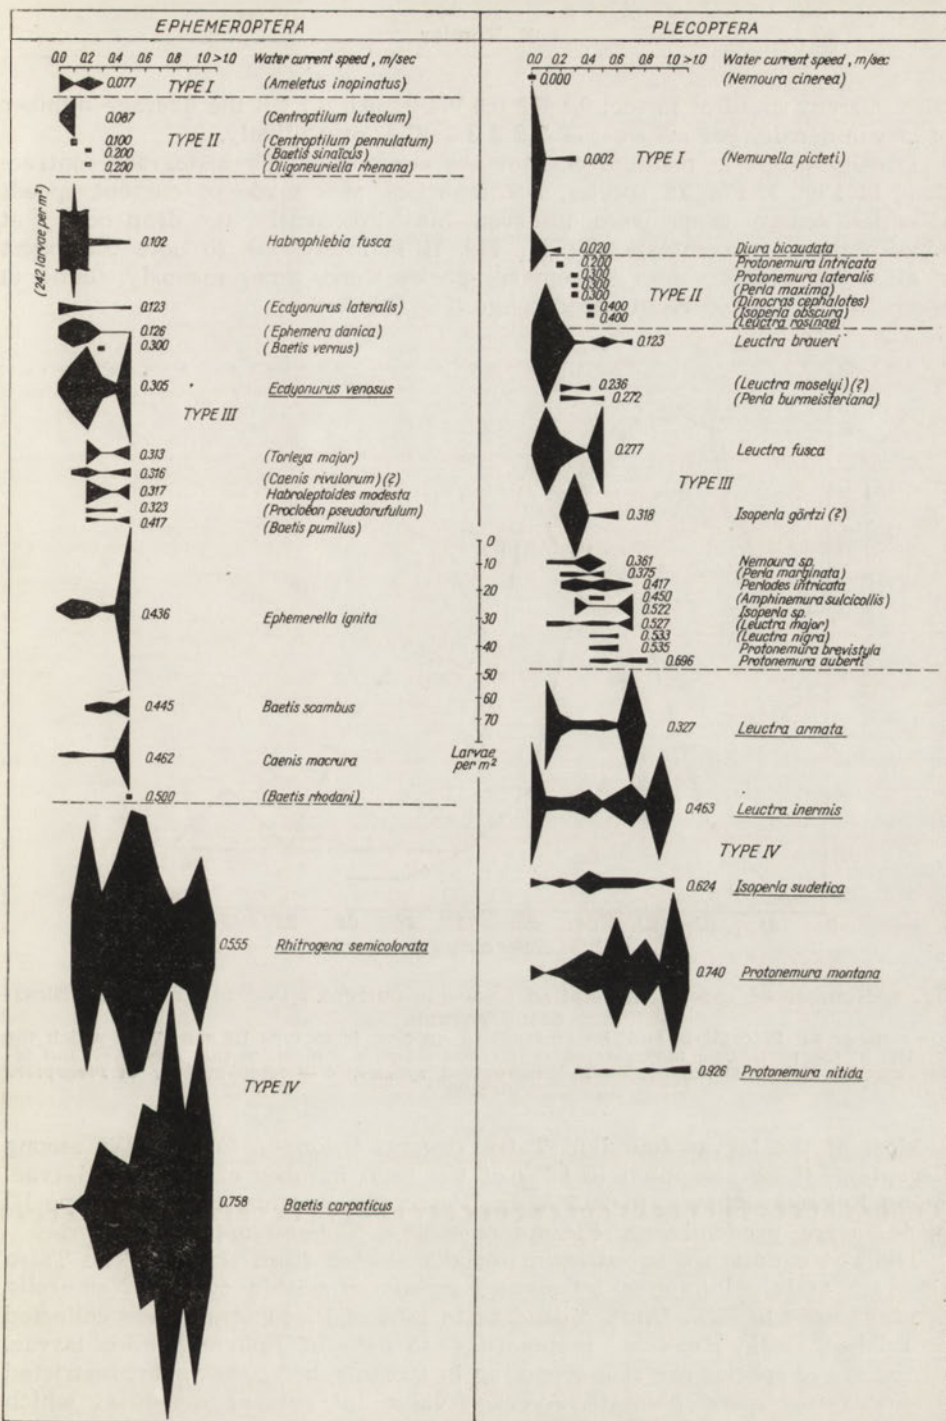 EPHEMEROPTERA
0.0 0.2 0.4 0.6 0.8 1.0 >1.0 Water current speed, m/sec
0.077 TYPE I (Ameletus inopinatus)
0.087 (Centroptilum luteolum)
0.100 TYPE II (Centroptilum pennulatum)
0.200 (Baetis sinaicus)
0.200 (Oligoneuriella rhenana)
(242 larvae per m²)
0.102 Habrophlebia fusca
0.123 (Ecdyonurus lateralis)
0.126 (Ephemera danica)
0.300 (Baetis vernus)
0.305 Ecdyonurus venosus
TYPE III
0.313 (Torleya major)
0.316 (Caenis rivulorum)(?)
0.317 Habroleptoides modesta
0.323 (Procloëon pseudorufulum)
0.417 (Baetis pumilus)
0.436 Ephemerella ignita
0.445 Baetis scambus
0.462 Caenis macrura
0.500 (Baetis rhodani)
0.555 Rhitrogena semicolorata
TYPE IV
0.758 Baetis carpaticus
0
10
20
30
40
50
60
70
Larvae
per m²
PLECOPTERA
0.0 0.2 0.4 0.6 0.8 1.0 >1.0 Water current speed, m/sec
0.000 (Nemoura cinerea)
0.002 TYPE I (Nemurella picteti)
0.020 Diura bicaudata
0.200 Protonemura intricata
0.300 Protonemura lateralis
0.300 (Perla maxima)
0.300 TYPE II (Dinocras cephalotes)
0.400 (Isoperla obscura)
0.400 (Leuctra rosinae)
0.123 Leuctra braueri
0.236 (Leuctra moselyi)(?)
0.272 (Perla burmeisteriana)
0.277 Leuctra fusca
TYPE III
0.318 Isoperla görtzi (?)
0.361 Nemoura sp.
0.375 (Perla marginata)
0.417 Perlodes intricata
0.450 (Amphinemura sulcicollis)
0.522 Isoperla sp.
0.527 (Leuctra major)
0.533 (Leuctra nigra)
0.535 Protonemura brevistyla
0.696 Protonemura auberti
0.327 Leuctra armata
0.463 Leuctra inermis
TYPE IV
0.624 Isoperla sudetica
0.740 Protonemura montana
0.926 Protonemura nitida